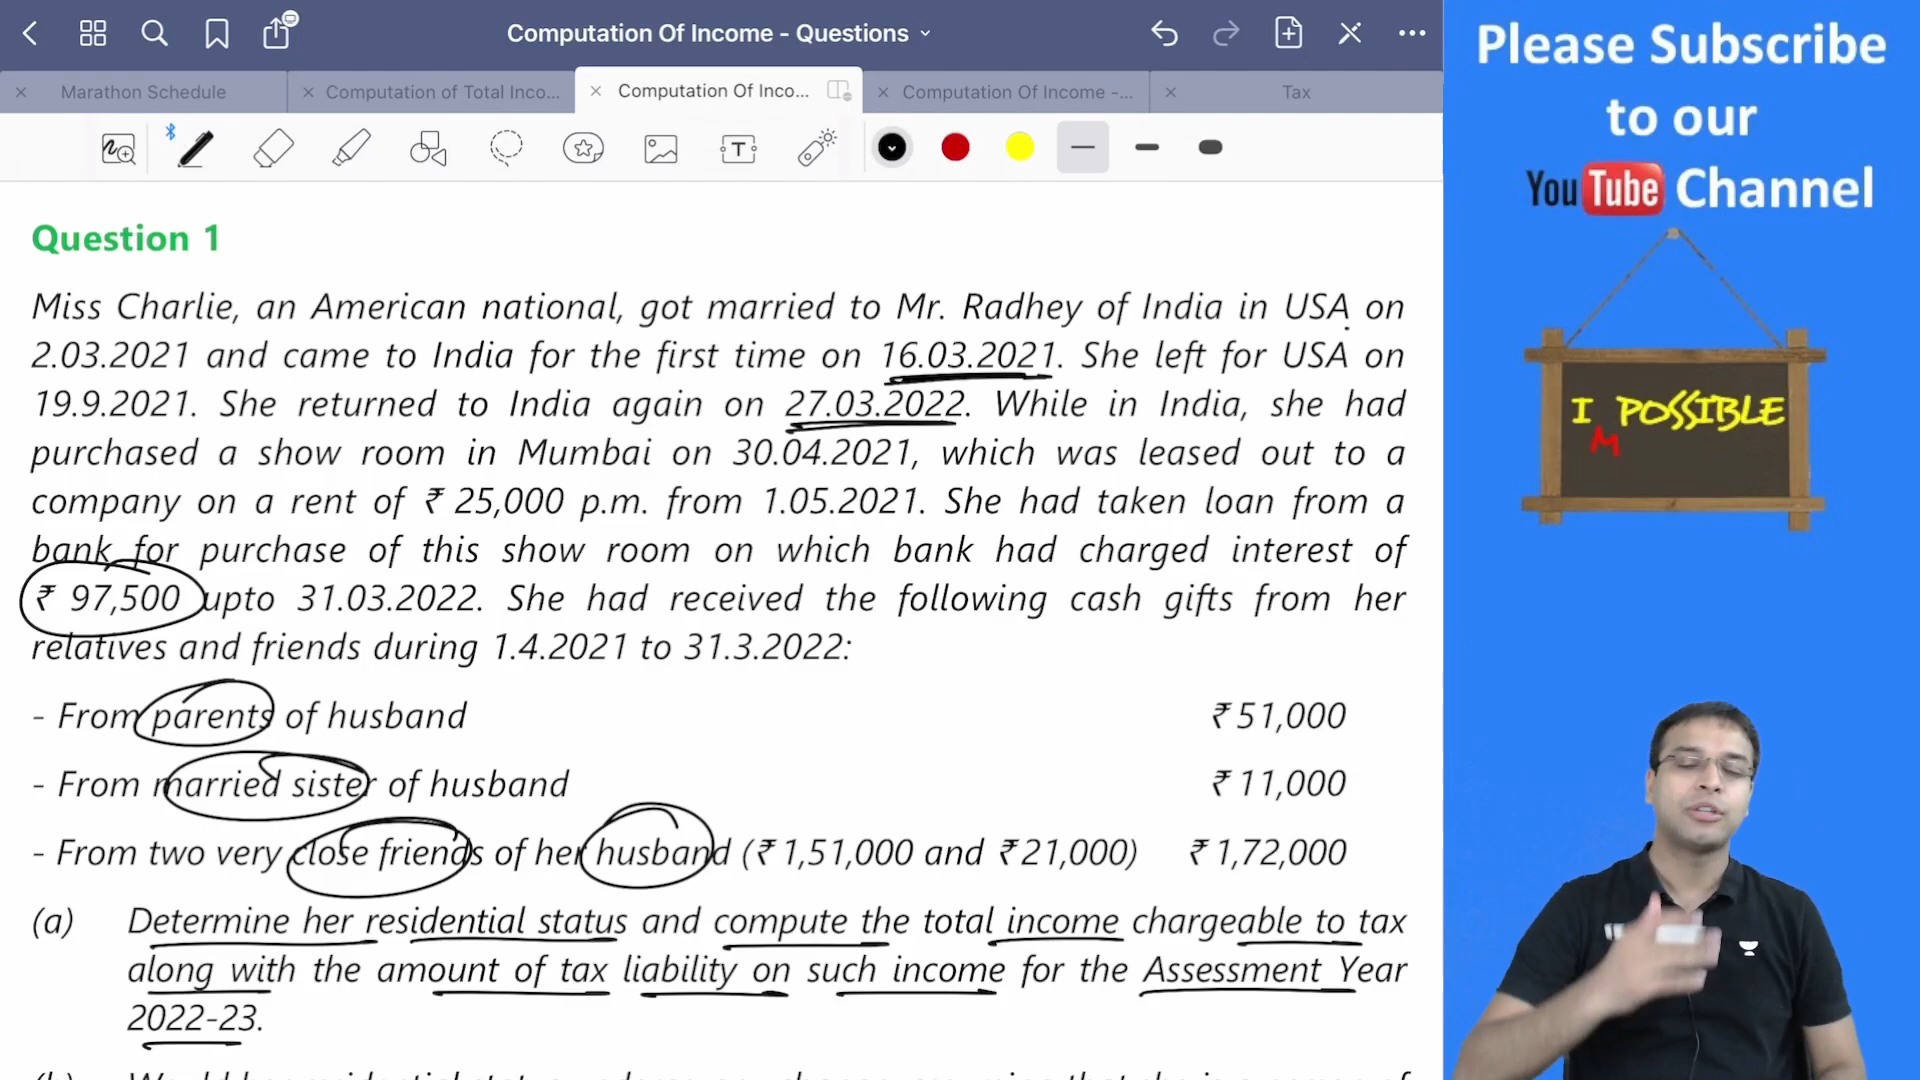 Computation Of Income - Questions
Marathon Schedule
Computation of Total Inco...
Computation Of Inco...
Computation Of Income -...
Tax
T
Question 1
Miss Charlie, an American national, got married to Mr. Radhey of India in USA on
2.03.2021 and came to India for the first time on 16.03.2021. She left for USA on
19.9.2021. She returned to India again on 27.03.2022. While in India, she had
purchased a show room in Mumbai on 30.04.2021, which was leased out to a
company on a rent of ₹ 25,000 p.m. from 1.05.2021. She had taken loan from a
bank for purchase of this show room on which bank had charged interest of
₹ 97,500 upto 31.03.2022. She had received the following cash gifts from her
relatives and friends during 1.4.2021 to 31.3.2022:
- From parents of husband ₹ 51,000
- From married sister of husband ₹ 11,000
- From two very close friends of her husband (₹ 1,51,000 and ₹ 21,000) ₹ 1,72,000
(a) Determine her residential status and compute the total income chargeable to tax
along with the amount of tax liability on such income for the Assessment Year
2022-23.
Please Subscribe
to our
YouTube Channel
I POSSIBLE
M